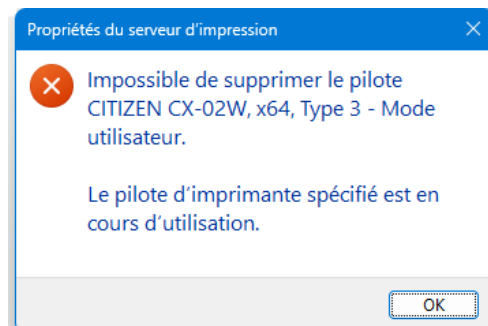 Propriétés du serveur d'impression
Impossible de supprimer le pilote
CITIZEN CX-02W, x64, Type 3 - Mode
utilisateur.
Le pilote d'imprimante spécifié est en
cours d'utilisation.
OK